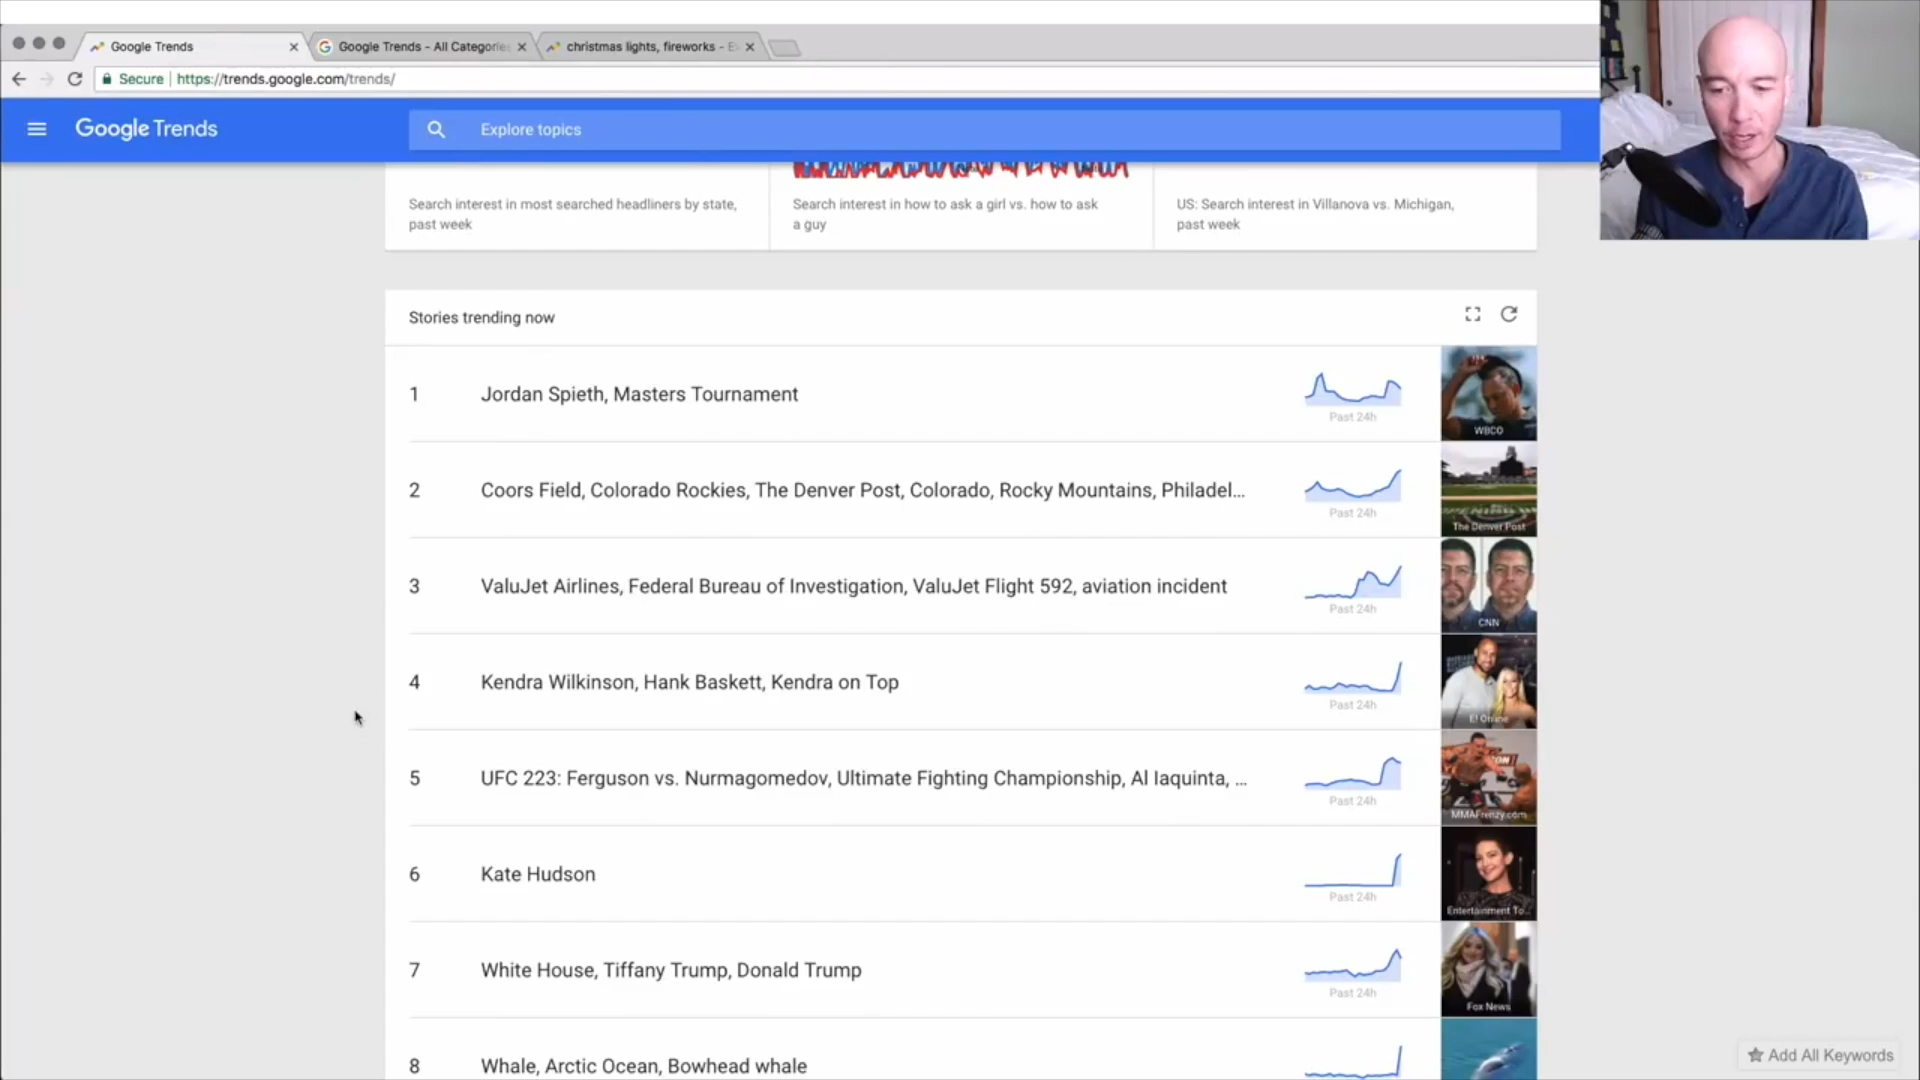 Google Trends
Google Trends - All Categorie
christmas lights, fireworks - E
Secure | https://trends.google.com/trends/
Google Trends
Explore topics
Search interest in most searched headliners by state,
past week
Search interest in how to ask a girl vs. how to ask
a guy
US: Search interest in Villanova vs. Michigan,
past week
Stories trending now
1 Jordan Spieth, Masters Tournament
Past 24h
WBCO
2 Coors Field, Colorado Rockies, The Denver Post, Colorado, Rocky Mountains, Philadel...
Past 24h
The Denver Post
3 ValuJet Airlines, Federal Bureau of Investigation, ValuJet Flight 592, aviation incident
Past 24h
CNN
4 Kendra Wilkinson, Hank Baskett, Kendra on Top
Past 24h
E! Online
5 UFC 223: Ferguson vs. Nurmagomedov, Ultimate Fighting Championship, Al Iaquinta, ...
Past 24h
MMAFrenzy.com
6 Kate Hudson
Past 24h
Entertainment To...
7 White House, Tiffany Trump, Donald Trump
Past 24h
Fox News
8 Whale, Arctic Ocean, Bowhead whale
Add All Keywords